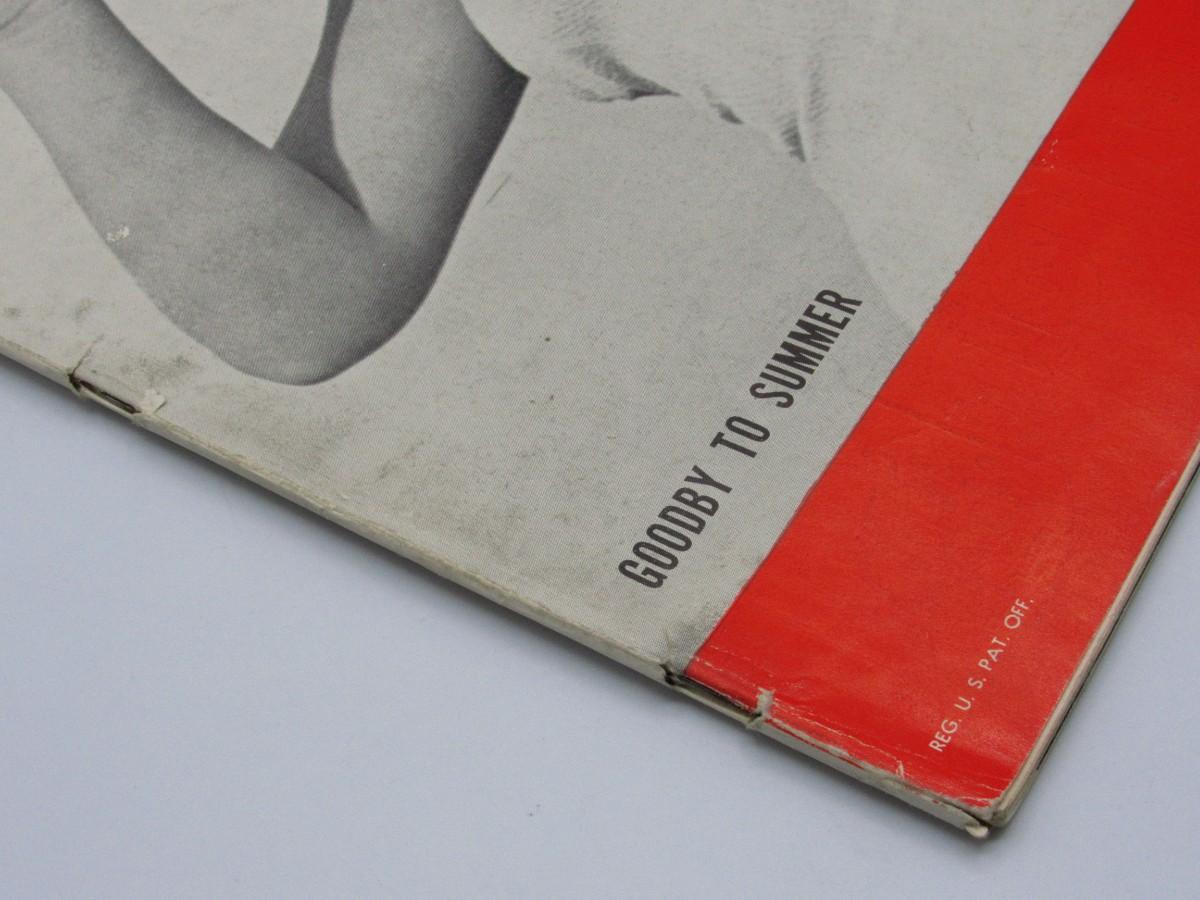 GOODBY TO SUMMER
REG. U. S. PAT. OFF.